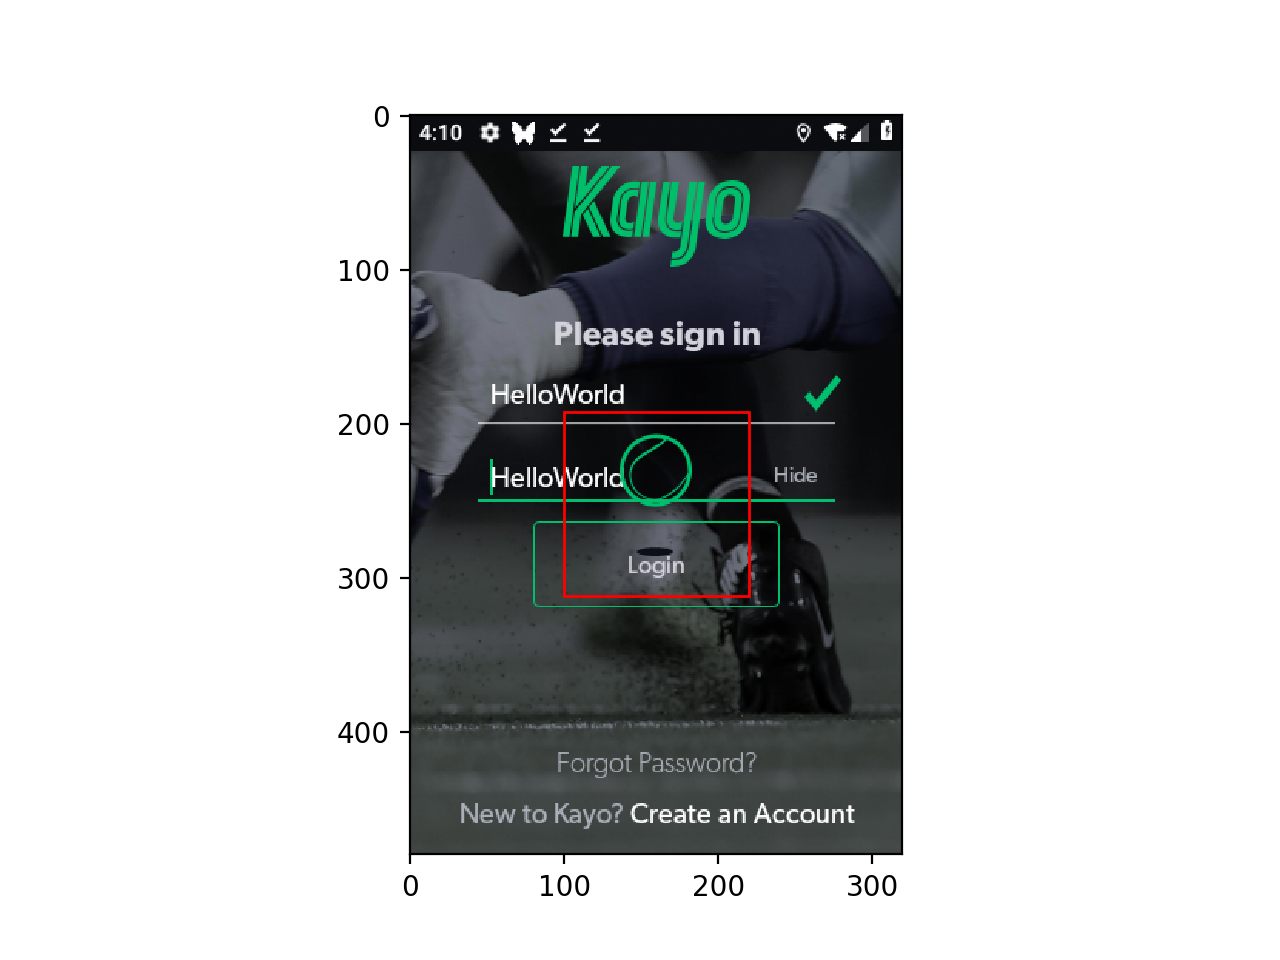 0
4:10
Kayo
100
Please sign in
HelloWorld
200
HelloWorld Hide
Login
300
400
Forgot Password?
New to Kayo? Create an Account
0 100 200 300